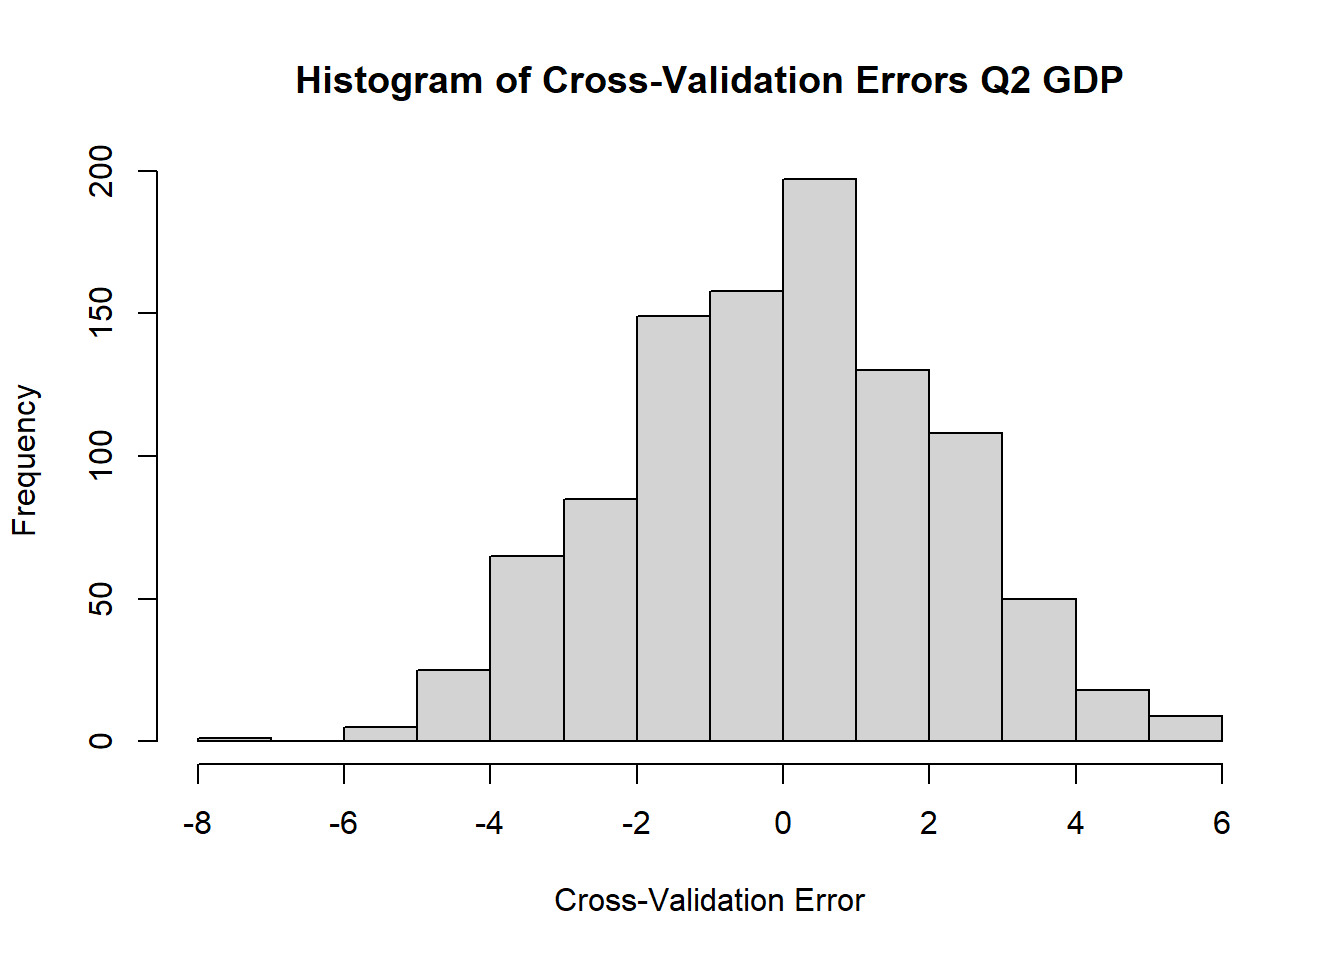 Histogram of Cross-Validation Errors Q2 GDP
200
150
100
50
0
Frequency
-8 -6 -4 -2 0 2 4 6
Cross-Validation Error